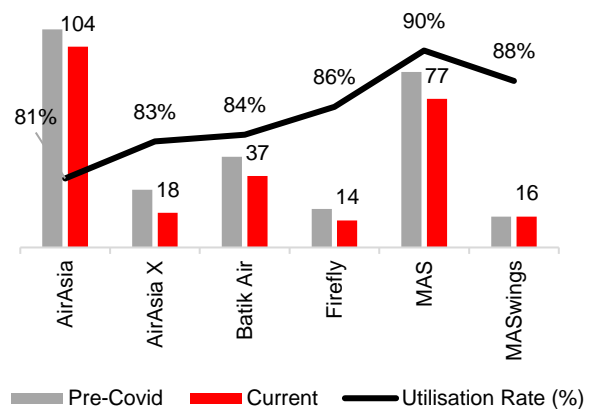 104
81%
83%
18
84%
37
86%
14
90%
77
88%
16
AirAsia
AirAsia X
Batik Air
Firefly
MAS
MASwings
Pre-Covid
Current
Utilisation Rate (%)